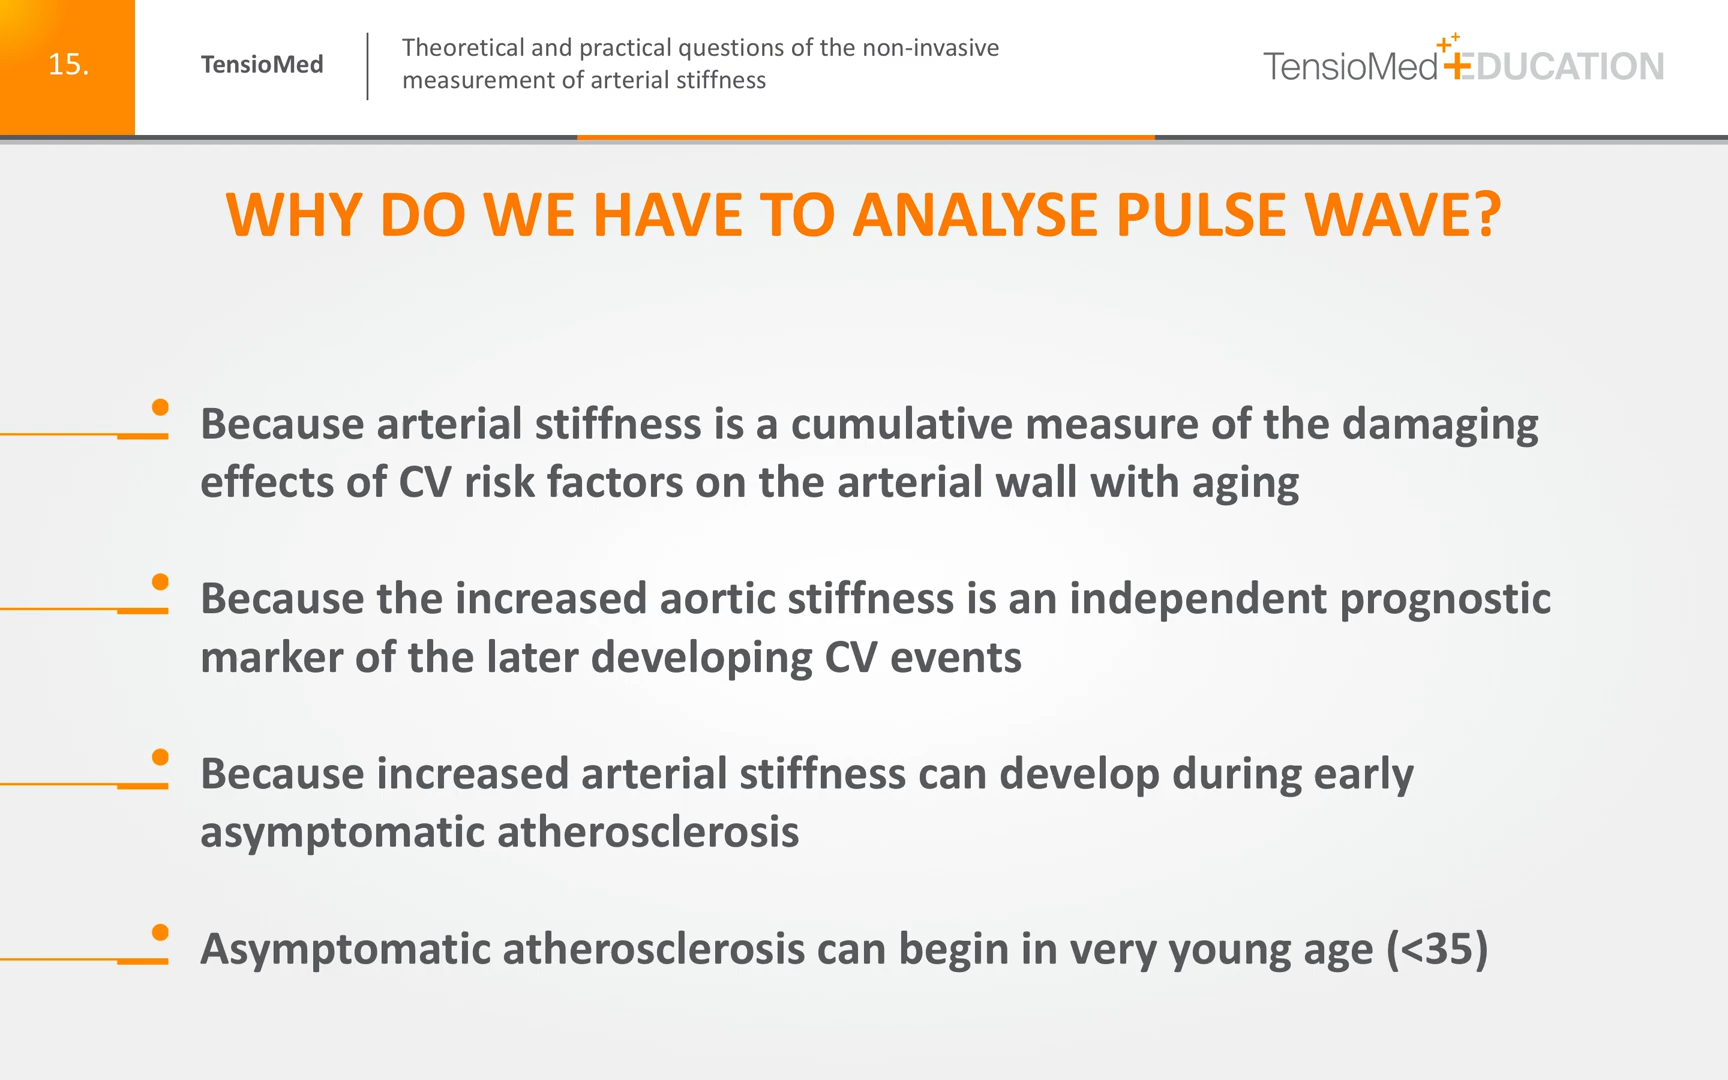 15.
TensioMed
Theoretical and practical questions of the non-invasive
measurement of arterial stiffness
TensioMed EDUCATION
WHY DO WE HAVE TO ANALYSE PULSE WAVE?
Because arterial stiffness is a cumulative measure of the damaging
effects of CV risk factors on the arterial wall with aging
Because the increased aortic stiffness is an independent prognostic
marker of the later developing CV events
Because increased arterial stiffness can develop during early
asymptomatic atherosclerosis
Asymptomatic atherosclerosis can begin in very young age (<35)